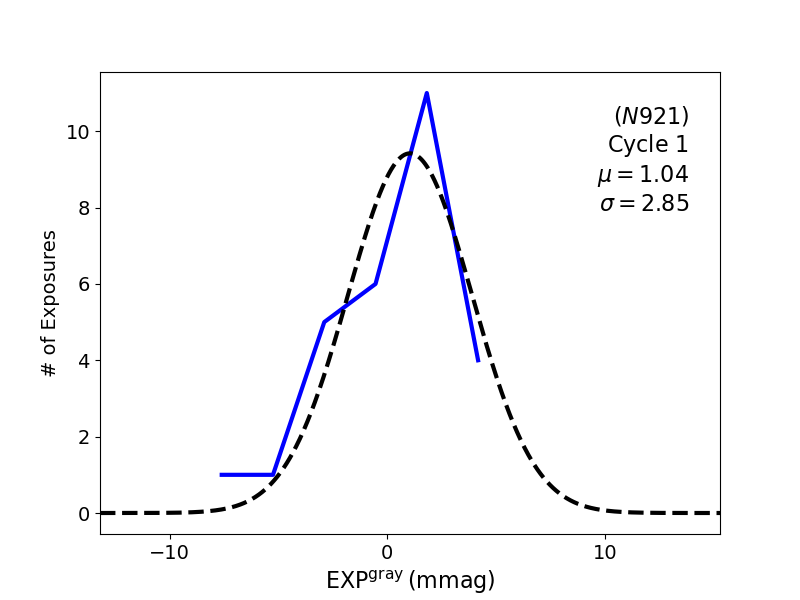 (N921)
Cycle 1
μ = 1.04
σ = 2.85
# of Exposures
10
8
6
4
2
0
−10
0
10
EXP^gray (mmag)